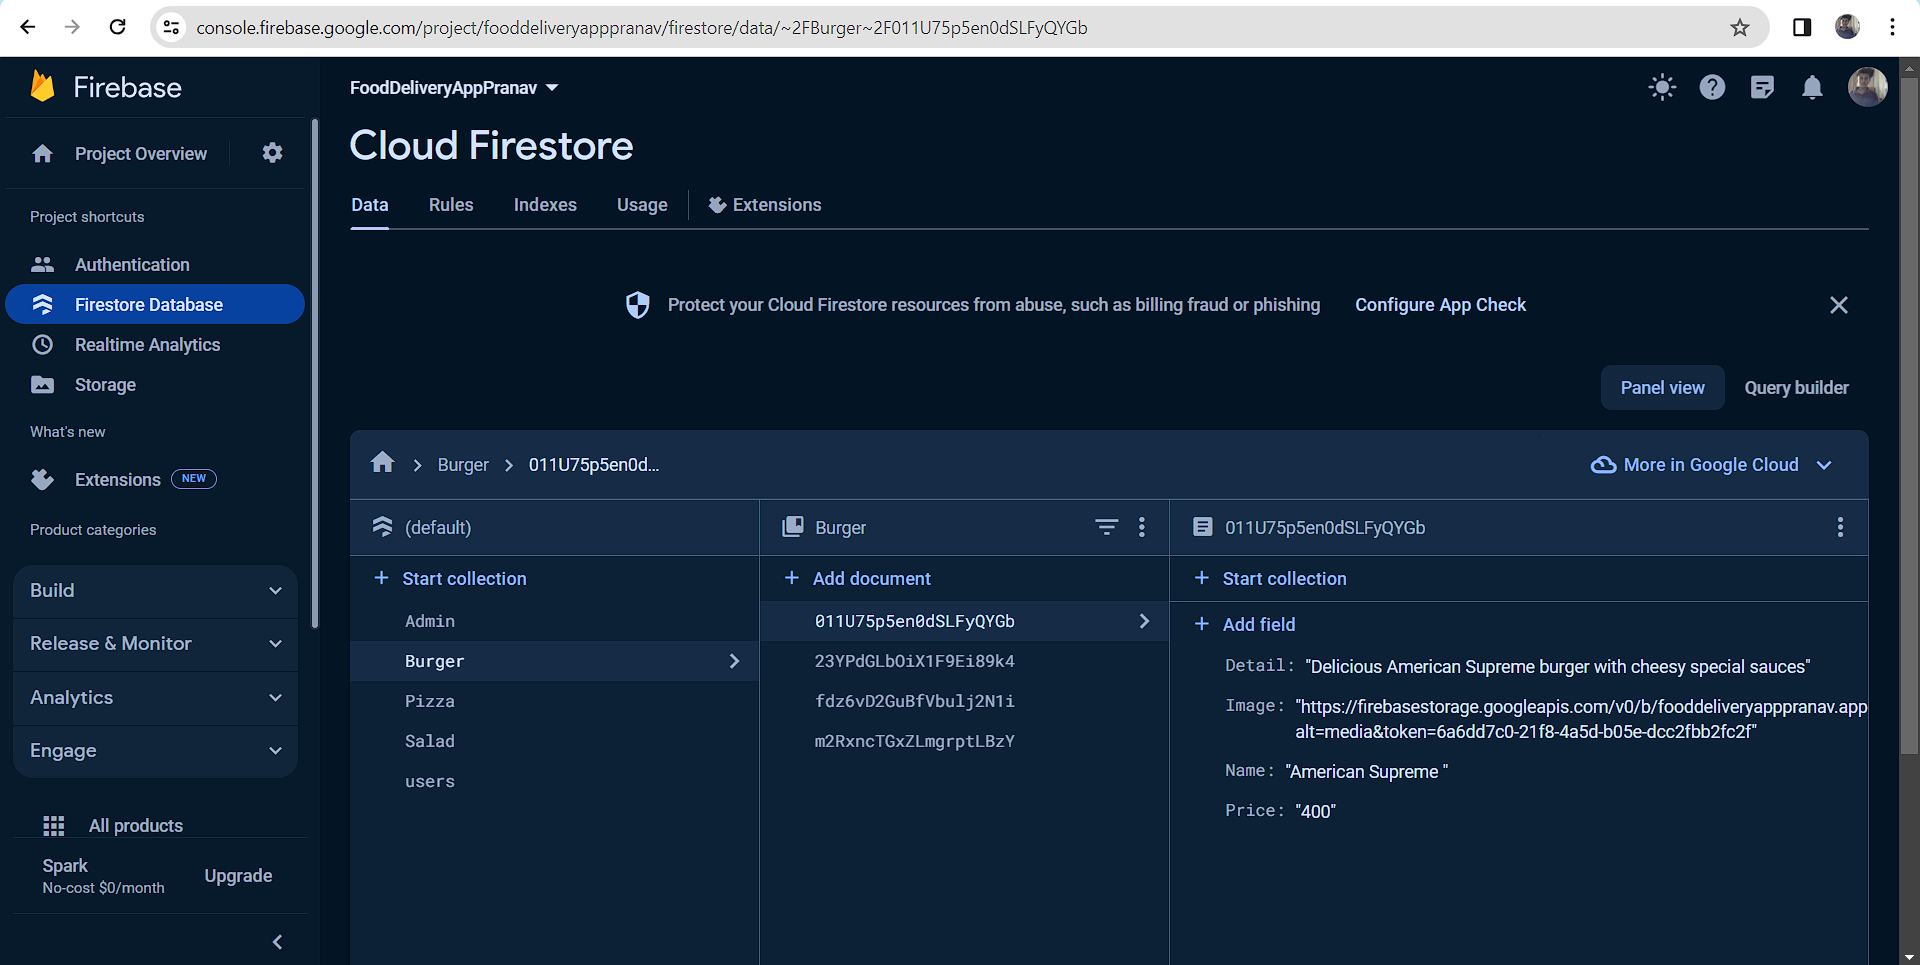 console.firebase.google.com/project/fooddeliveryapppranav/firestore/data/~2FBurger~2F011U75p5en0dSLFyQYGb
Firebase
FoodDeliveryAppPranav
Project Overview
Cloud Firestore
Data Rules Indexes Usage Extensions
Project shortcuts
Authentication
Firestore Database
Realtime Analytics
Storage
What's new
Extensions NEW
Product categories
Build
Release & Monitor
Analytics
Engage
All products
Spark
No-cost $0/month
Upgrade
Protect your Cloud Firestore resources from abuse, such as billing fraud or phishing Configure App Check
Panel view Query builder
Burger 011U75p5en0d...
More in Google Cloud
(default)
Start collection
Admin
Burger
Pizza
Salad
users
Burger
Add document
011U75p5en0dSLFyQYGb
23YPdGLbOiX1F9Ei89k4
fdz6vD2GuBfVbulj2N1i
m2RxncTGxZLmgrptLBzY
011U75p5en0dSLFyQYGb
Start collection
Add field
Detail: "Delicious American Supreme burger with cheesy special sauces"
Image: "https://firebasestorage.googleapis.com/v0/b/fooddeliveryapppranav.app
alt=media&token=6a6dd7c0-21f8-4a5d-b05e-dcc2fbb2fc2f"
Name: "American Supreme "
Price: "400"